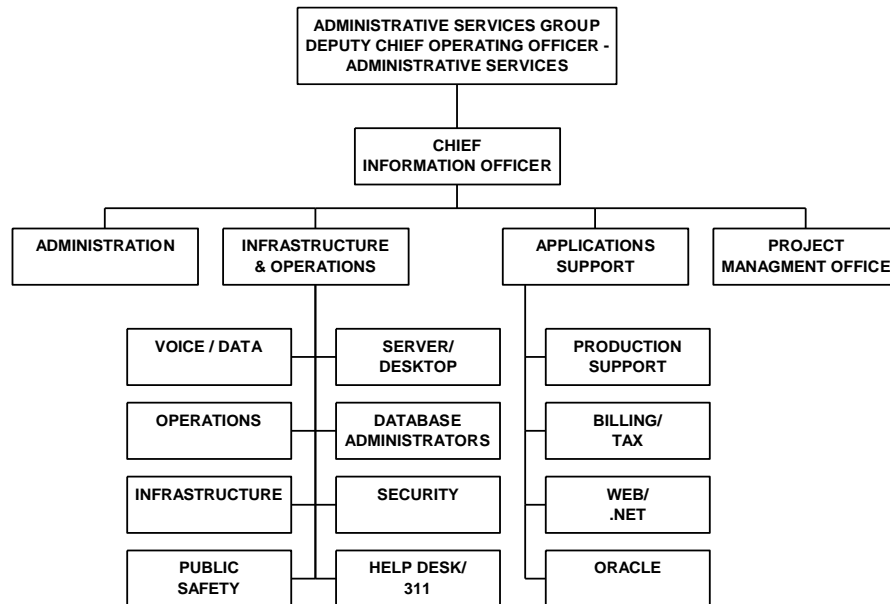 ADMINISTRATIVE SERVICES GROUP
DEPUTY CHIEF OPERATING OFFICER -
ADMINISTRATIVE SERVICES
CHIEF
INFORMATION OFFICER
ADMINISTRATION
INFRASTRUCTURE
& OPERATIONS
APPLICATIONS
SUPPORT
PROJECT
MANAGMENT OFFICE
VOICE / DATA
SERVER/
DESKTOP
PRODUCTION
SUPPORT
OPERATIONS
DATABASE
ADMINISTRATORS
BILLING/
TAX
INFRASTRUCTURE
SECURITY
WEB/
.NET
PUBLIC
SAFETY
HELP DESK/
311
ORACLE